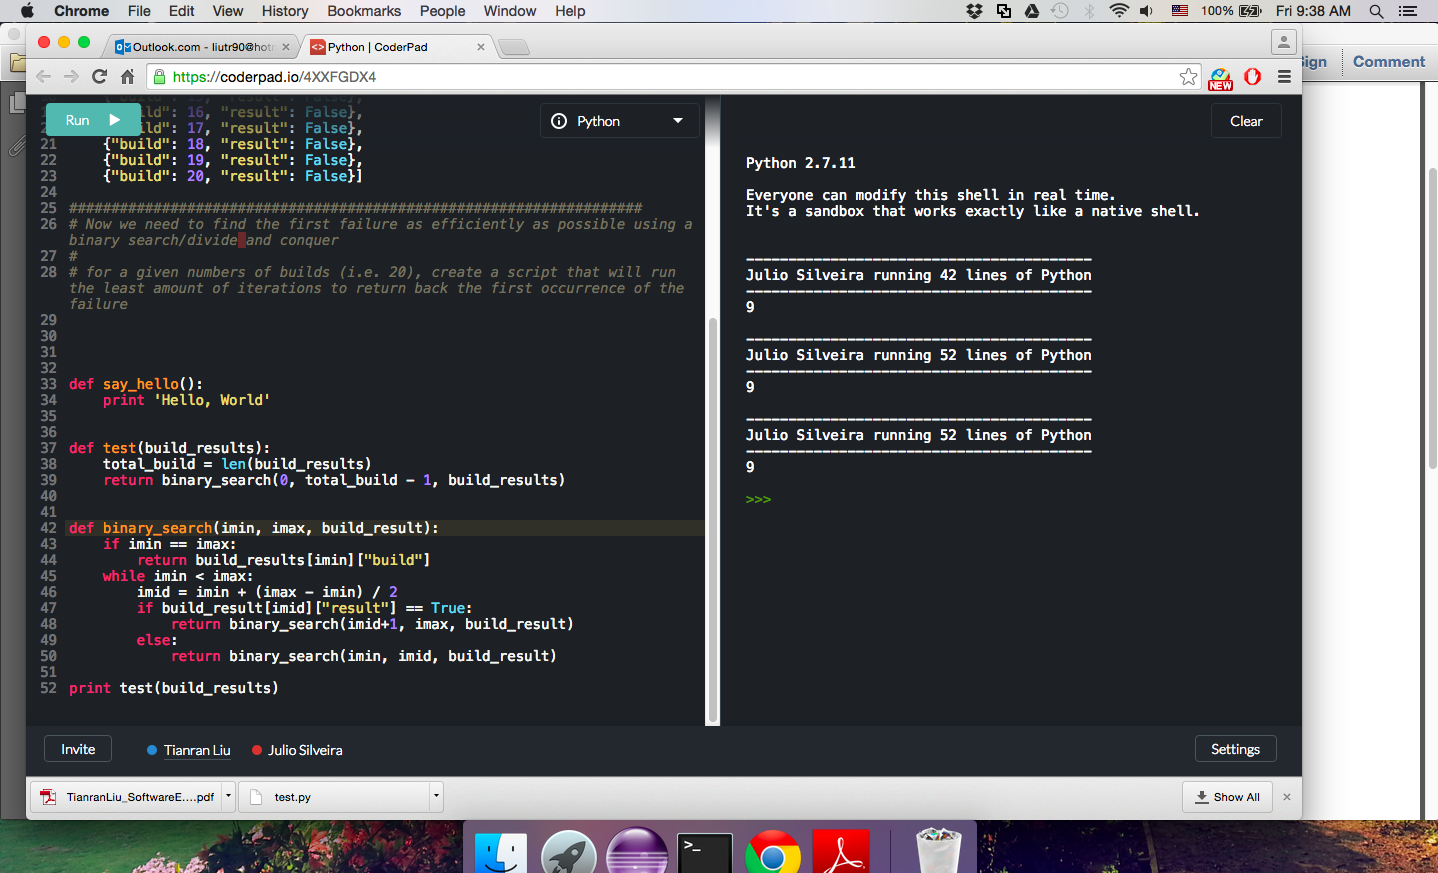 Chrome File Edit View History Bookmarks People Window Help 100% Fri 9:38 AM
Outlook.com - liutr90@hotm
Python | CoderPad
https://coderpad.io/4XXFGDX4
NEW
Sign Comment
Run
Python
Clear
16, "result": False},
17, "result": False},
21 {"build": 18, "result": False},
22 {"build": 19, "result": False},
23 {"build": 20, "result": False}]
24
25 ####################################################################
26 # Now we need to find the first failure as efficiently as possible using a
binary search/divide and conquer
27 #
28 # for a given numbers of builds (i.e. 20), create a script that will run
the least amount of iterations to return back the first occurrence of the
failure
29
30
31
32
33 def say_hello():
34 print 'Hello, World'
35
36
37 def test(build_results):
38 total_build = len(build_results)
39 return binary_search(0, total_build - 1, build_results)
40
41
42 def binary_search(imin, imax, build_result):
43 if imin == imax:
44 return build_results[imin]["build"]
45 while imin < imax:
46 imid = imin + (imax - imin) / 2
47 if build_result[imid]["result"] == True:
48 return binary_search(imid+1, imax, build_result)
49 else:
50 return binary_search(imin, imid, build_result)
51
52 print test(build_results)
Python 2.7.11
Everyone can modify this shell in real time.
It's a sandbox that works exactly like a native shell.
-----------------------------------------
Julio Silveira running 42 lines of Python
-----------------------------------------
9
-----------------------------------------
Julio Silveira running 52 lines of Python
-----------------------------------------
9
-----------------------------------------
Julio Silveira running 52 lines of Python
-----------------------------------------
9
>>>
Invite Tianran Liu Julio Silveira Settings
TianranLiu_SoftwareE....pdf test.py Show All